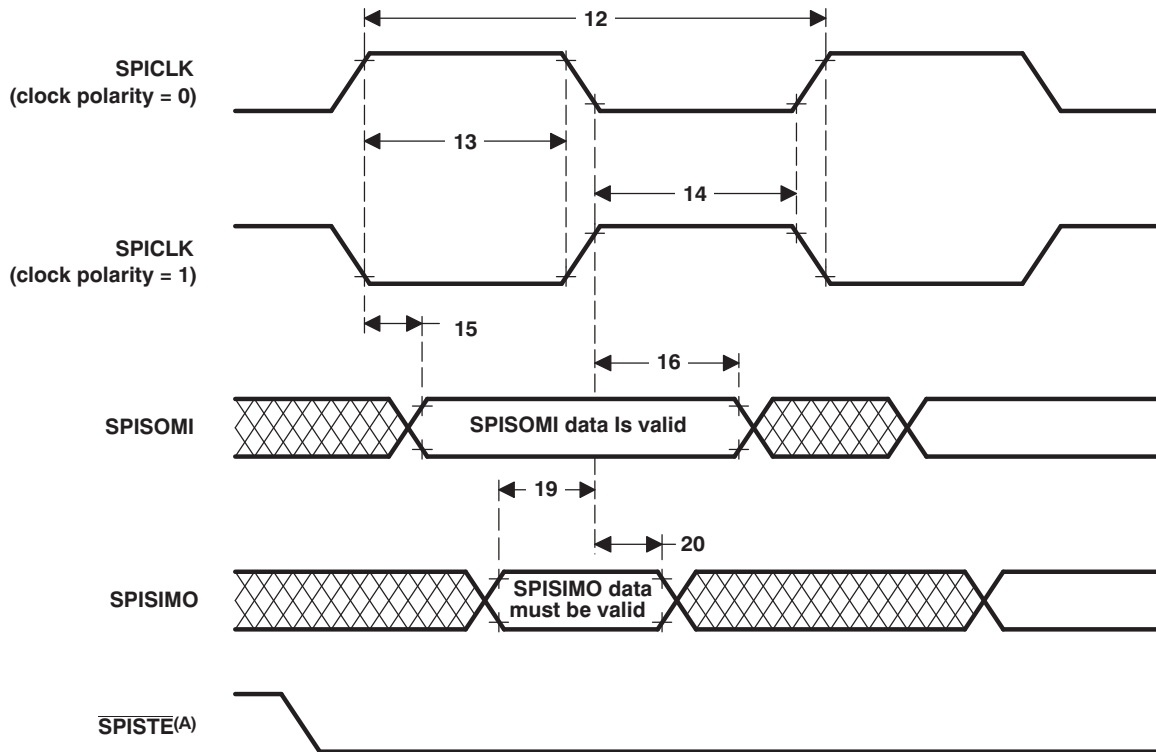 12
SPICLK
(clock polarity = 0)
13
14
SPICLK
(clock polarity = 1)
15
16
SPISOMI
SPISOMI data Is valid
19
20
SPISIMO
SPISIMO data
must be valid
SPISTE(A)